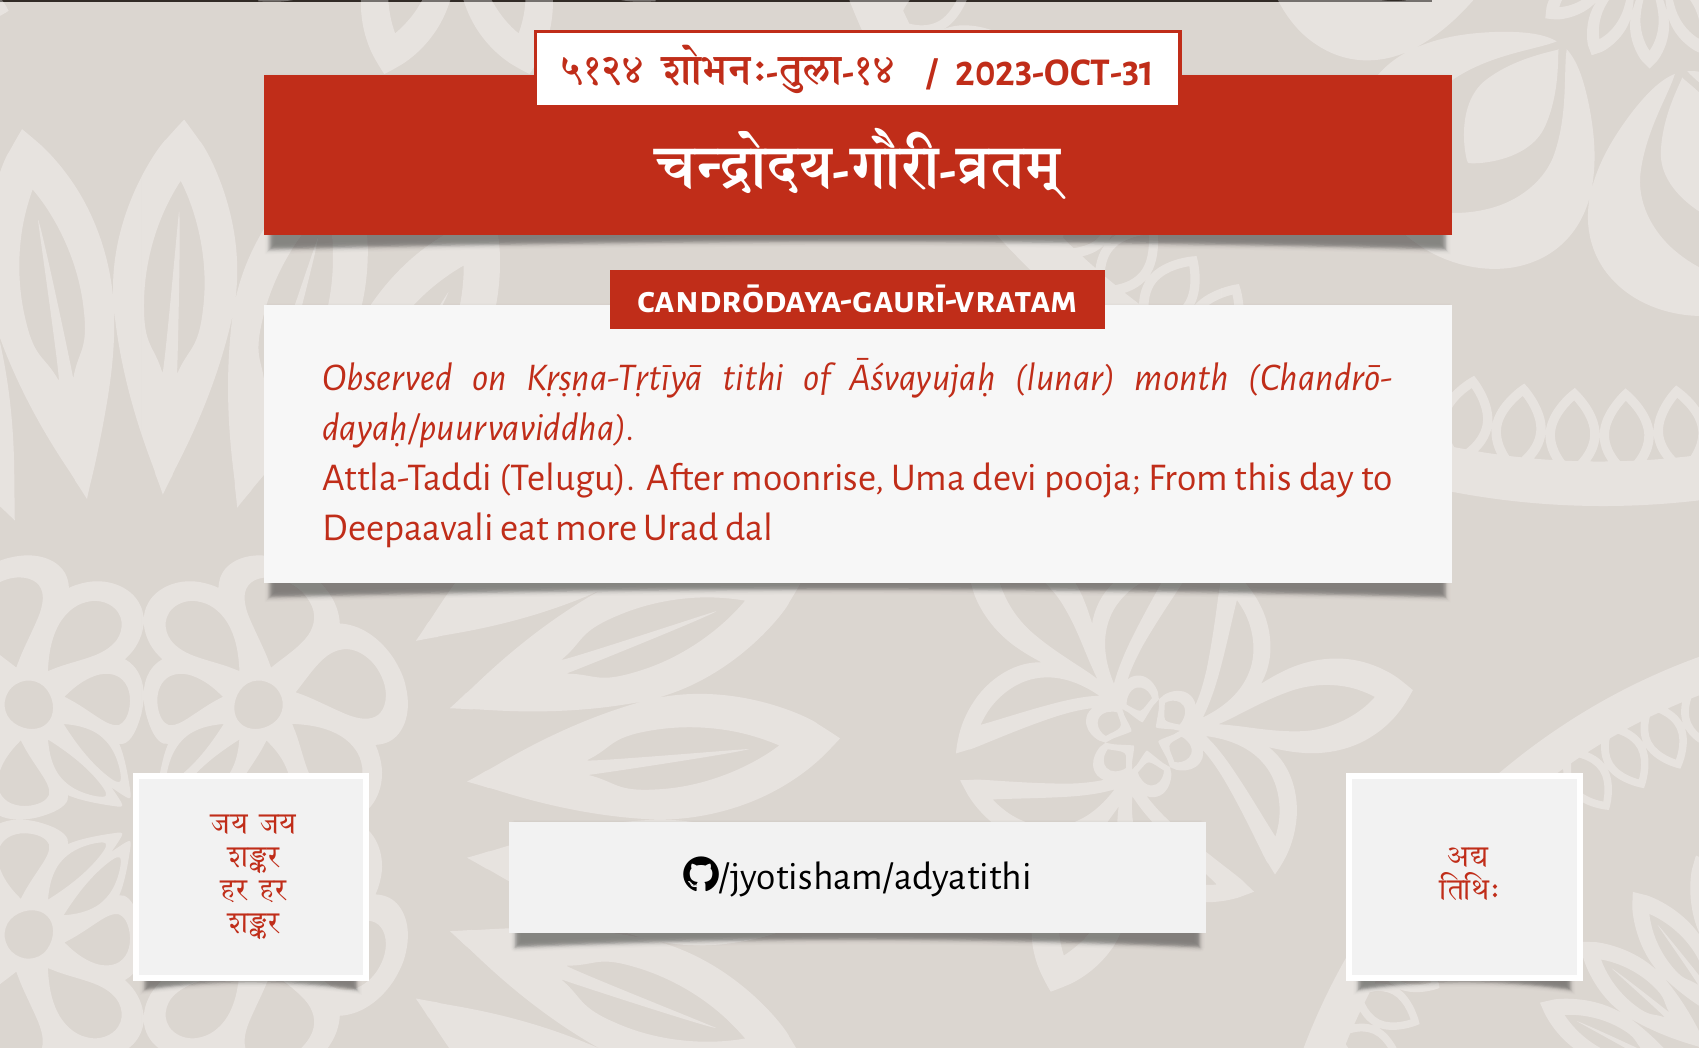 ५१२४ शोभनः-तुला-१४ / 2023-OCT-31
चन्द्रोदय-गौरी-व्रतम्
CANDRŌDAYA-GAURĪ-VRATAM
Observed on Kṛṣṇa-Tṛtīyā tithi of Āśvayujaḥ (lunar) month (Chandrō-
dayaḥ/puurvaviddha).
Attla-Taddi (Telugu). After moonrise, Uma devi pooja; From this day to
Deepaavali eat more Urad dal
जय जय
शङ्कर
हर हर
शङ्कर
/jyotisham/adyatithi
अद्य
तिथिः